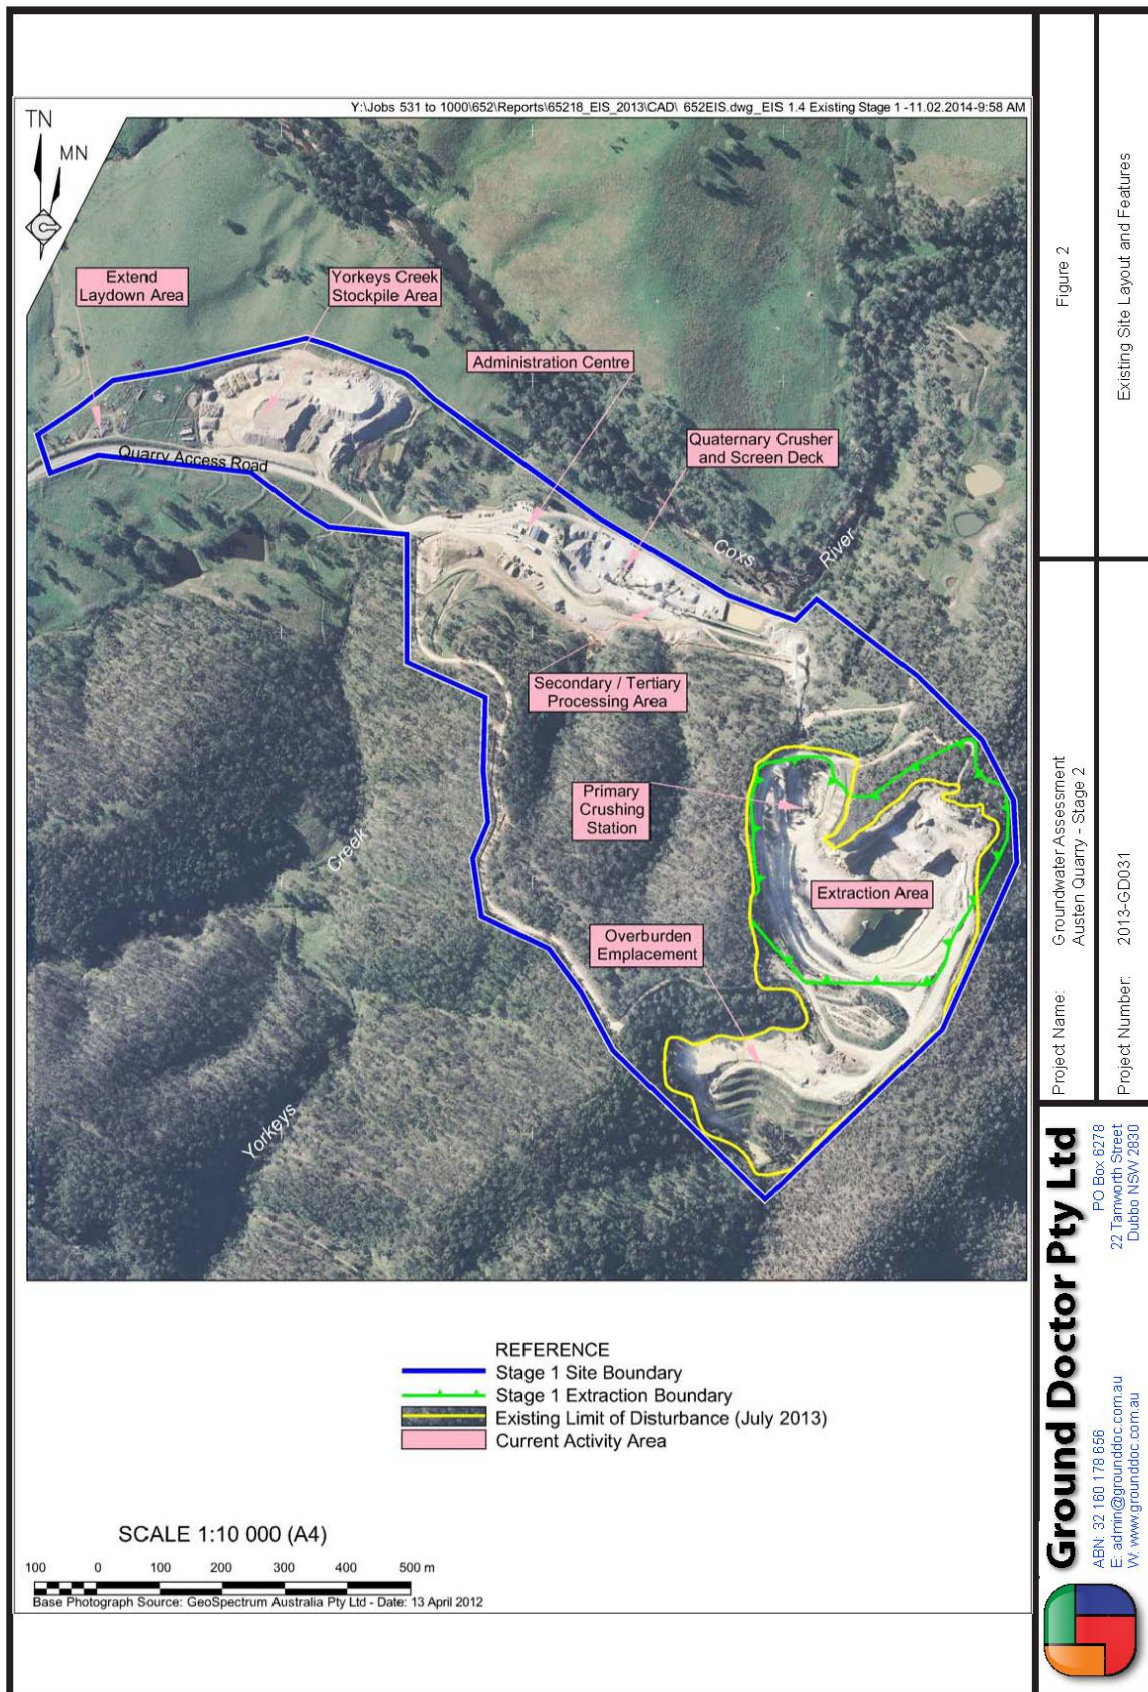 Y:\Jobs 531 to 1000\652\Reports\65218_EIS_2013\CAD\ 652EIS.dwg_EIS 1.4 Existing Stage 1 -11.02.2014-9:58 AM
TN
MN
Extend
Laydown Area
Yorkeys Creek
Stockpile Area
Administration Centre
Quaternary Crusher
and Screen Deck
Quarry Access Road
Coxs
River
Secondary / Tertiary
Processing Area
Primary
Crushing
Station
Extraction Area
Creek
Overburden
Emplacement
Yorkeys
REFERENCE
Stage 1 Site Boundary
Stage 1 Extraction Boundary
Existing Limit of Disturbance (July 2013)
Current Activity Area
SCALE 1:10 000 (A4)
100 0 100 200 300 400 500 m
Base Photograph Source: GeoSpectrum Australia Pty Ltd - Date: 13 April 2012
Ground Doctor Pty Ltd
ABN: 32 160 178 656
E: admin@grounddoc.com.au
W: www.grounddoc.com.au
PO Box 6278
22 Tamworth Street
Dubbo NSW 2830
Project Name: Groundwater Assessment
Austen Quarry - Stage 2
Project Number: 2013-GD031
Figure 2
Existing Site Layout and Features